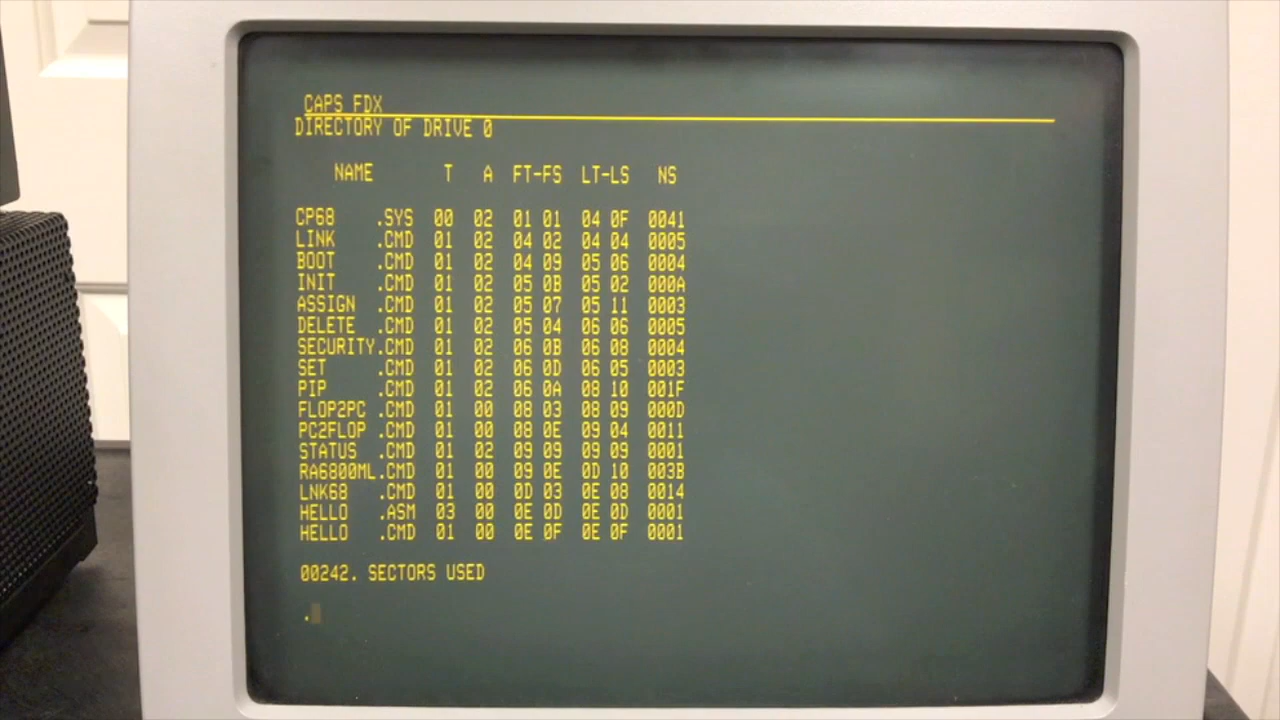 CAPS FDX
DIRECTORY OF DRIVE 0
NAME T A FT-FS LT-LS NS
CP68 .SYS 00 02 01 01 04 0F 0041
LINK .CMD 01 02 04 02 04 04 0005
BOOT .CMD 01 02 04 09 05 06 0004
INIT .CMD 01 02 05 0B 05 02 000A
ASSIGN .CMD 01 02 05 07 05 11 0003
DELETE .CMD 01 02 05 04 06 06 0005
SECURITY.CMD 01 02 06 0B 06 08 0004
SET .CMD 01 02 06 0D 06 05 0003
PIP .CMD 01 02 06 0A 08 10 001F
FLOP2PC .CMD 01 00 08 03 08 09 000D
PC2FLOP .CMD 01 00 08 0E 09 04 0011
STATUS .CMD 01 02 09 09 09 09 0001
RA6800ML.CMD 01 00 09 0E 0D 10 003B
LNK68 .CMD 01 00 0D 03 0E 08 0014
HELLO .ASM 03 00 0E 0D 0E 0D 0001
HELLO .CMD 01 00 0E 0F 0E 0F 0001
00242. SECTORS USED
.